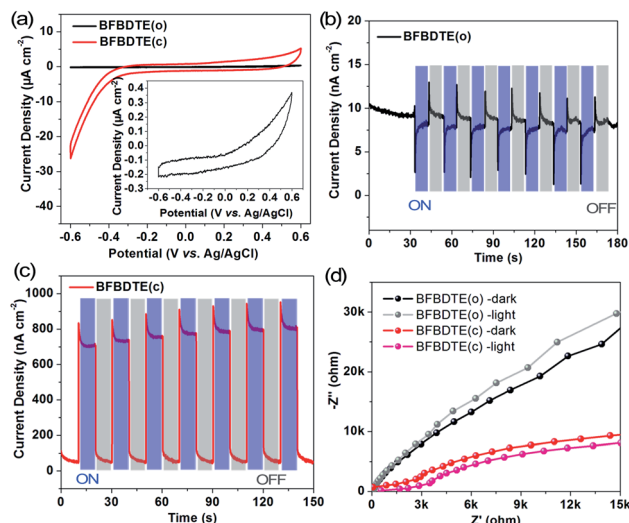 (a)
BFBDTE(o)
BFBDTE(c)
Current Density (μA cm⁻²)
10
0
-10
-20
-30
-40
-0.6 -0.3 0.0 0.3 0.6
Potential (V vs. Ag/AgCl)
Current Density (μA cm⁻²)
0.4
0.3
0.2
0.1
0.0
-0.1
-0.2
-0.3
-0.6 -0.4 -0.2 0.0 0.2 0.4 0.6
Potential (V vs. Ag/AgCl)
(b)
BFBDTE(o)
Current Density (nA cm⁻²)
20
15
10
5
0
ON
OFF
0 30 60 90 120 150 180
Time (s)
(c)
BFBDTE(c)
Current Density (nA cm⁻²)
1000
800
600
400
200
0
ON
OFF
0 30 60 90 120 150
Time (s)
(d)
BFBDTE(o) -dark
BFBDTE(o) -light
BFBDTE(c) -dark
BFBDTE(c) -light
-Z'' (ohm)
30k
20k
10k
0
0 3k 6k 9k 12k 15k
Z' (ohm)